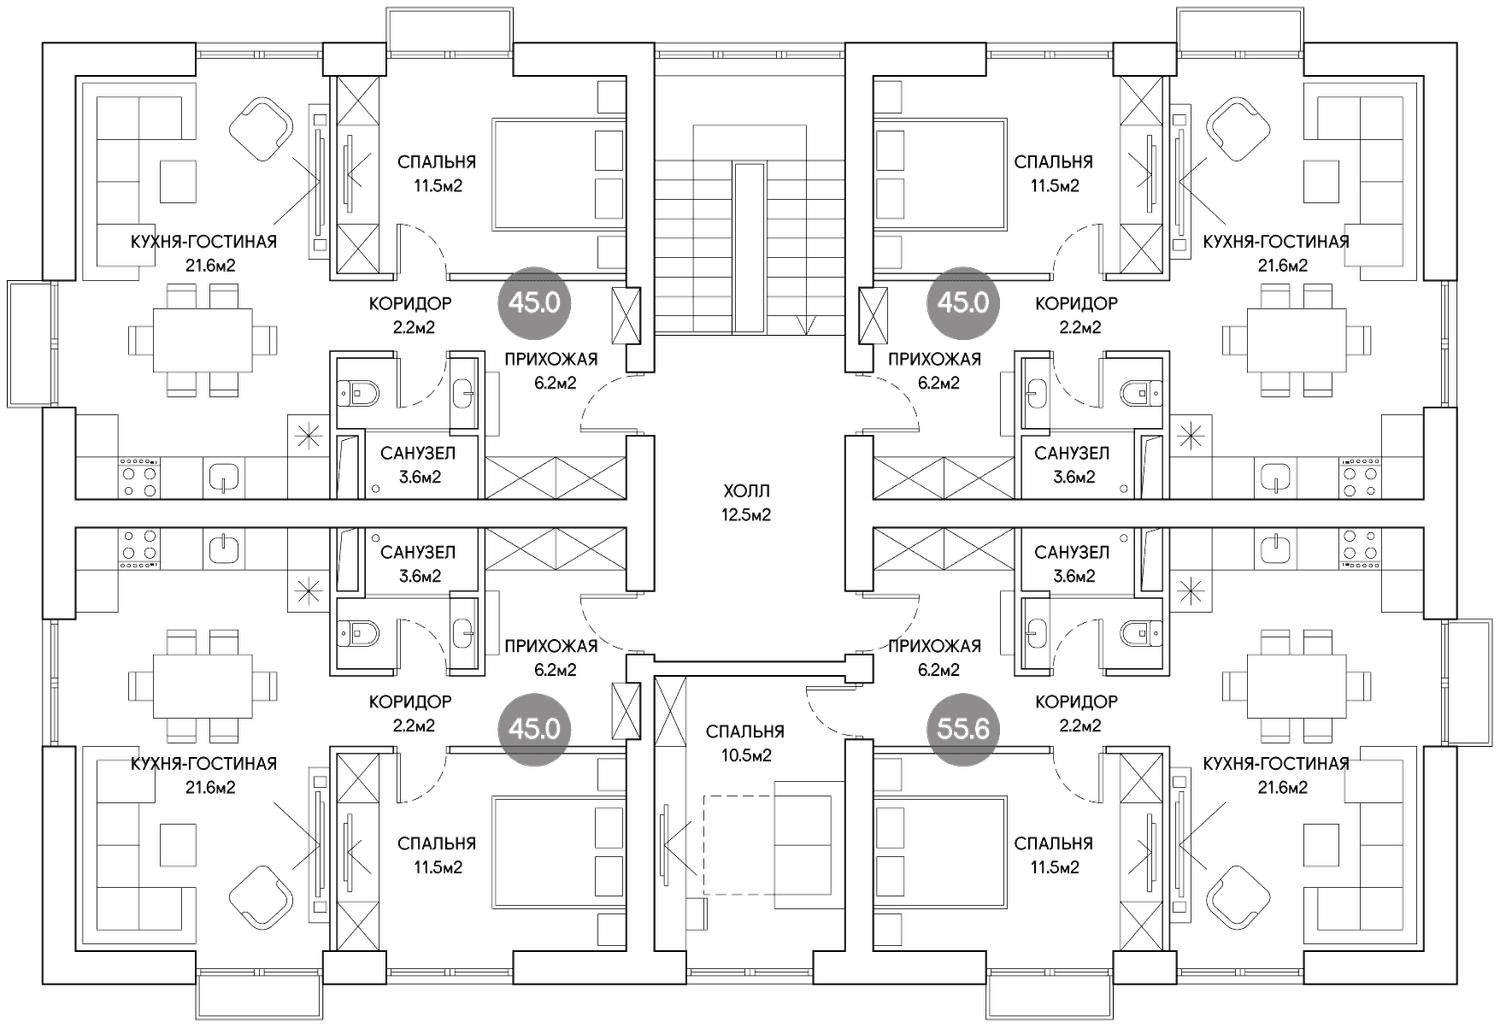 СПАЛЬНЯ
11.5м2
СПАЛЬНЯ
11.5м2
КУХНЯ-ГОСТИНАЯ
21.6м2
КУХНЯ-ГОСТИНАЯ
21.6м2
КОРИДОР
2.2м2
45.0
45.0
КОРИДОР
2.2м2
ПРИХОЖАЯ
6.2м2
ПРИХОЖАЯ
6.2м2
САНУЗЕЛ
3.6м2
САНУЗЕЛ
3.6м2
ХОЛЛ
12.5м2
САНУЗЕЛ
3.6м2
САНУЗЕЛ
3.6м2
ПРИХОЖАЯ
6.2м2
ПРИХОЖАЯ
6.2м2
КОРИДОР
2.2м2
45.0
СПАЛЬНЯ
10.5м2
55.6
КОРИДОР
2.2м2
КУХНЯ-ГОСТИНАЯ
21.6м2
КУХНЯ-ГОСТИНАЯ
21.6м2
СПАЛЬНЯ
11.5м2
СПАЛЬНЯ
11.5м2